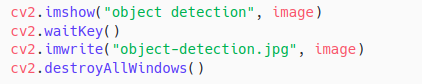 cv2.imshow("object detection", image)
cv2.waitKey()
cv2.imwrite("object-detection.jpg", image)
cv2.destroyAllWindows()